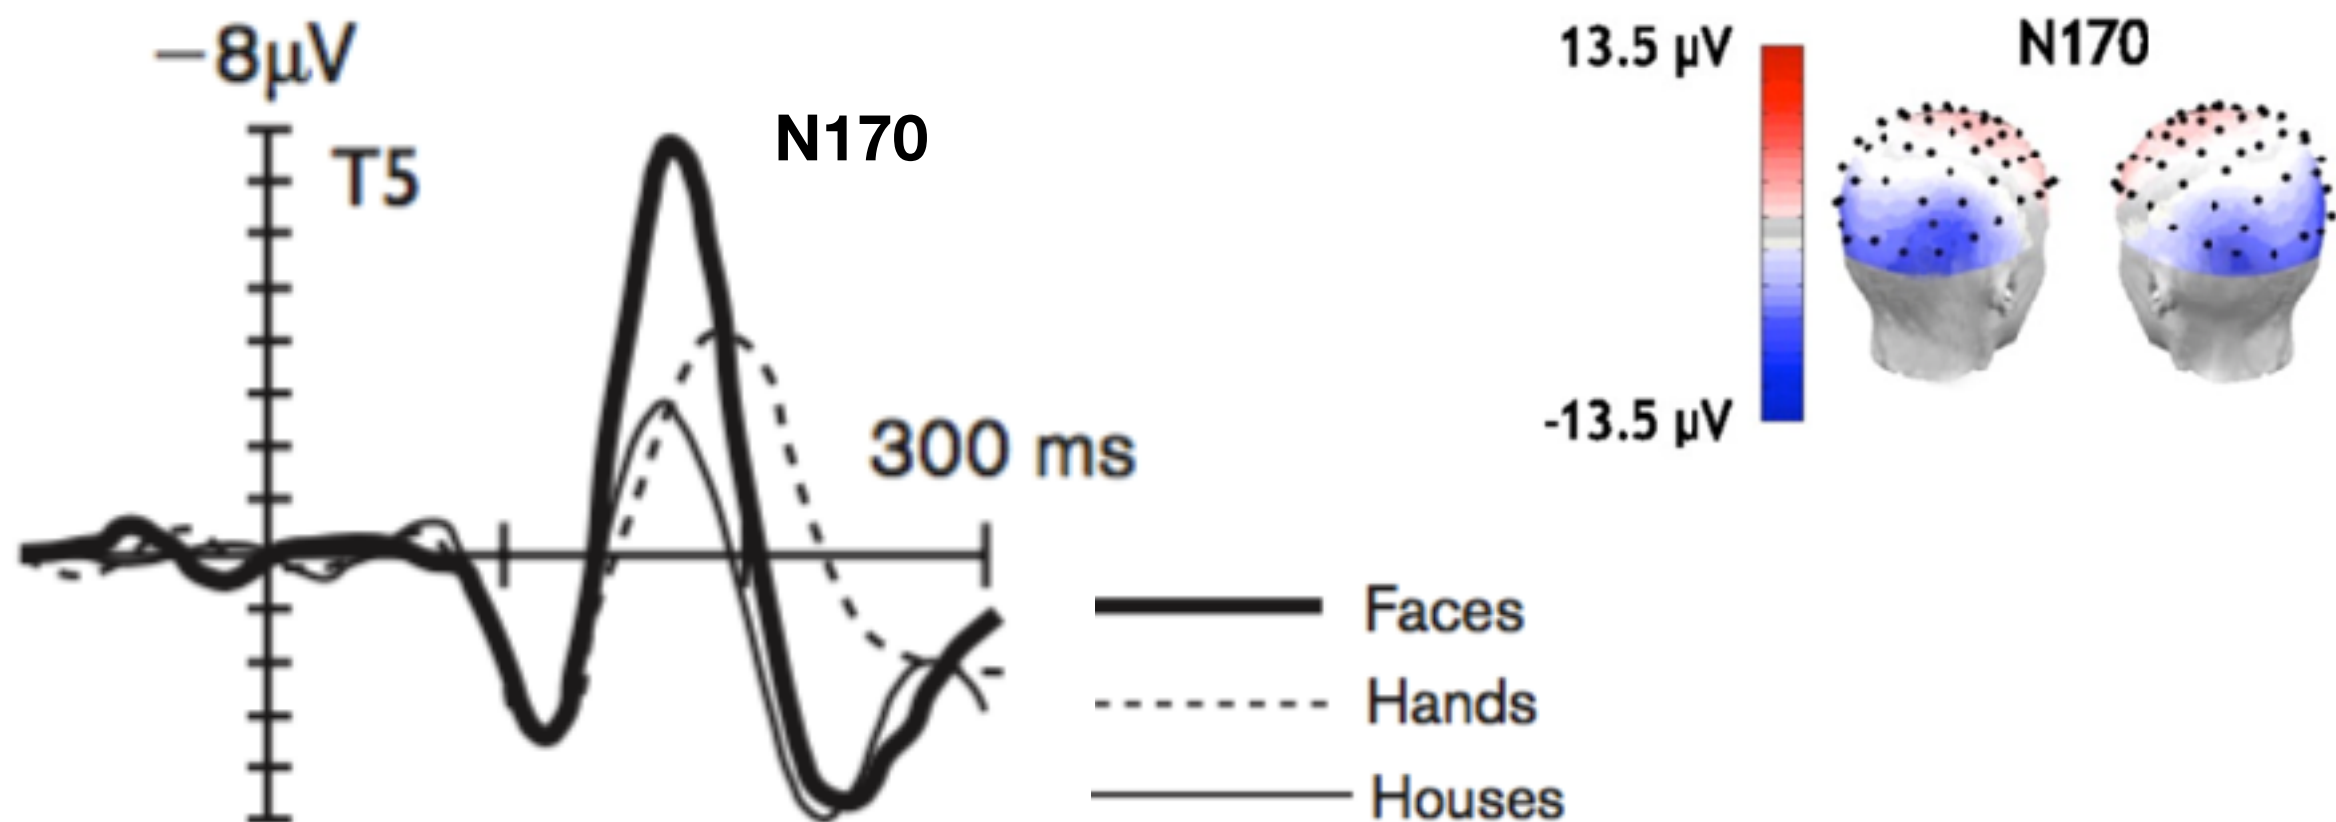 −8µV
T5
N170
300 ms
Faces
Hands
Houses
13.5 µV
N170
-13.5 µV